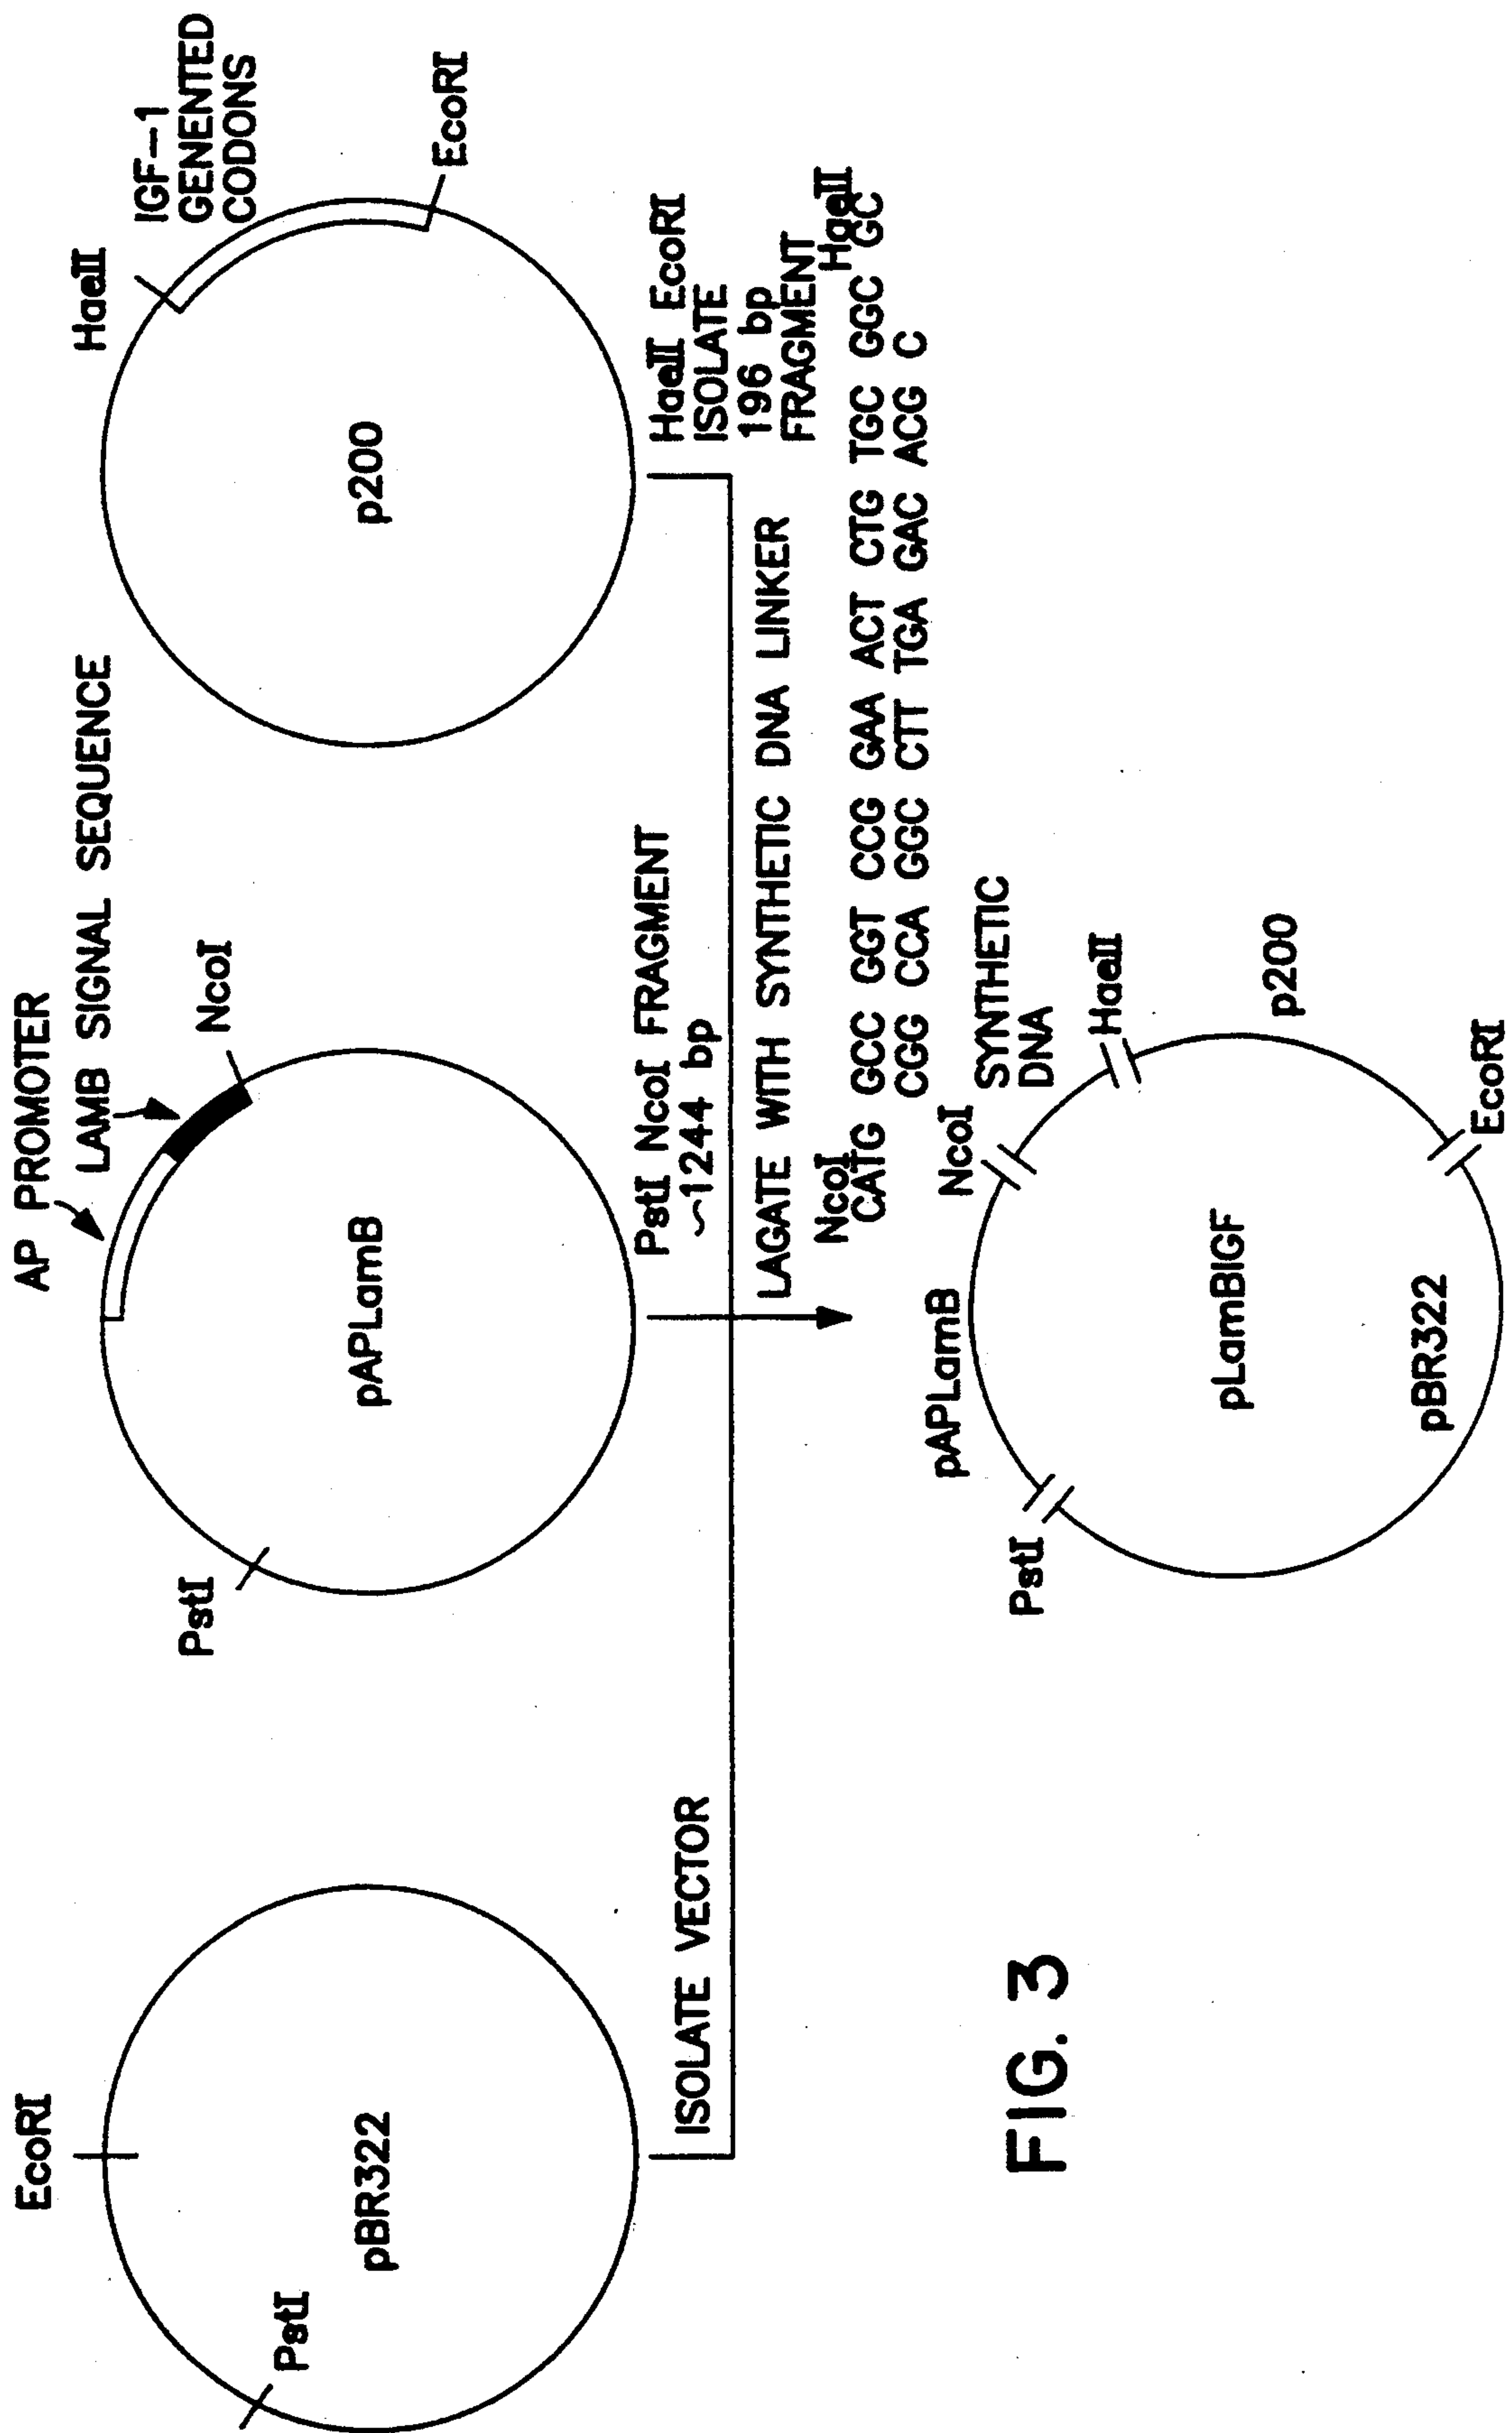 EcoRI
PstI
pBR322
ISOLATE VECTOR
AP PROMOTER
LAMB SIGNAL SEQUENCE
NcoI
PstI
pAPLamB
PstI NcoI FRAGMENT
~1244 bp
HaeII
IGF-1
GENENTED
CODONS
EcoRI
p200
HaeII EcoRI
ISOLATE
196 bp
FRAGMENT
LAGATE WITH SYNTHETIC DNA LINKER
NcoI
HaeII
CATG GCC GGT CCG GAA ACT CTG TGC GGC GC
CGG CCA GGC CTT TGA GAC ACG C
pAPLamB
NcoI
SYNTHETIC
DNA
HaeII
PstI
pLamBIGF
p200
pBR322
EcoRI
FIG. 3